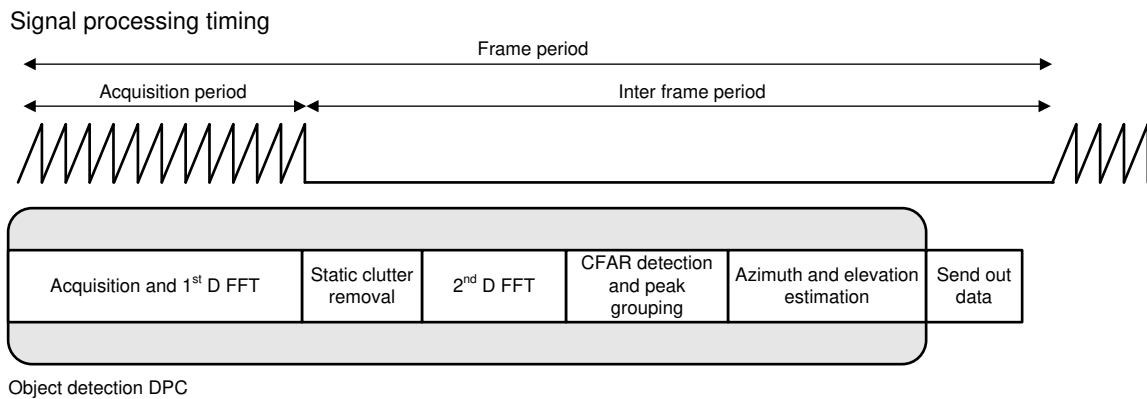 Signal processing timing
Frame period
Acquisition period
Inter frame period
Acquisition and 1st D FFT
Static clutter
removal
2nd D FFT
CFAR detection
and peak
grouping
Azimuth and elevation
estimation
Send out
data
Object detection DPC